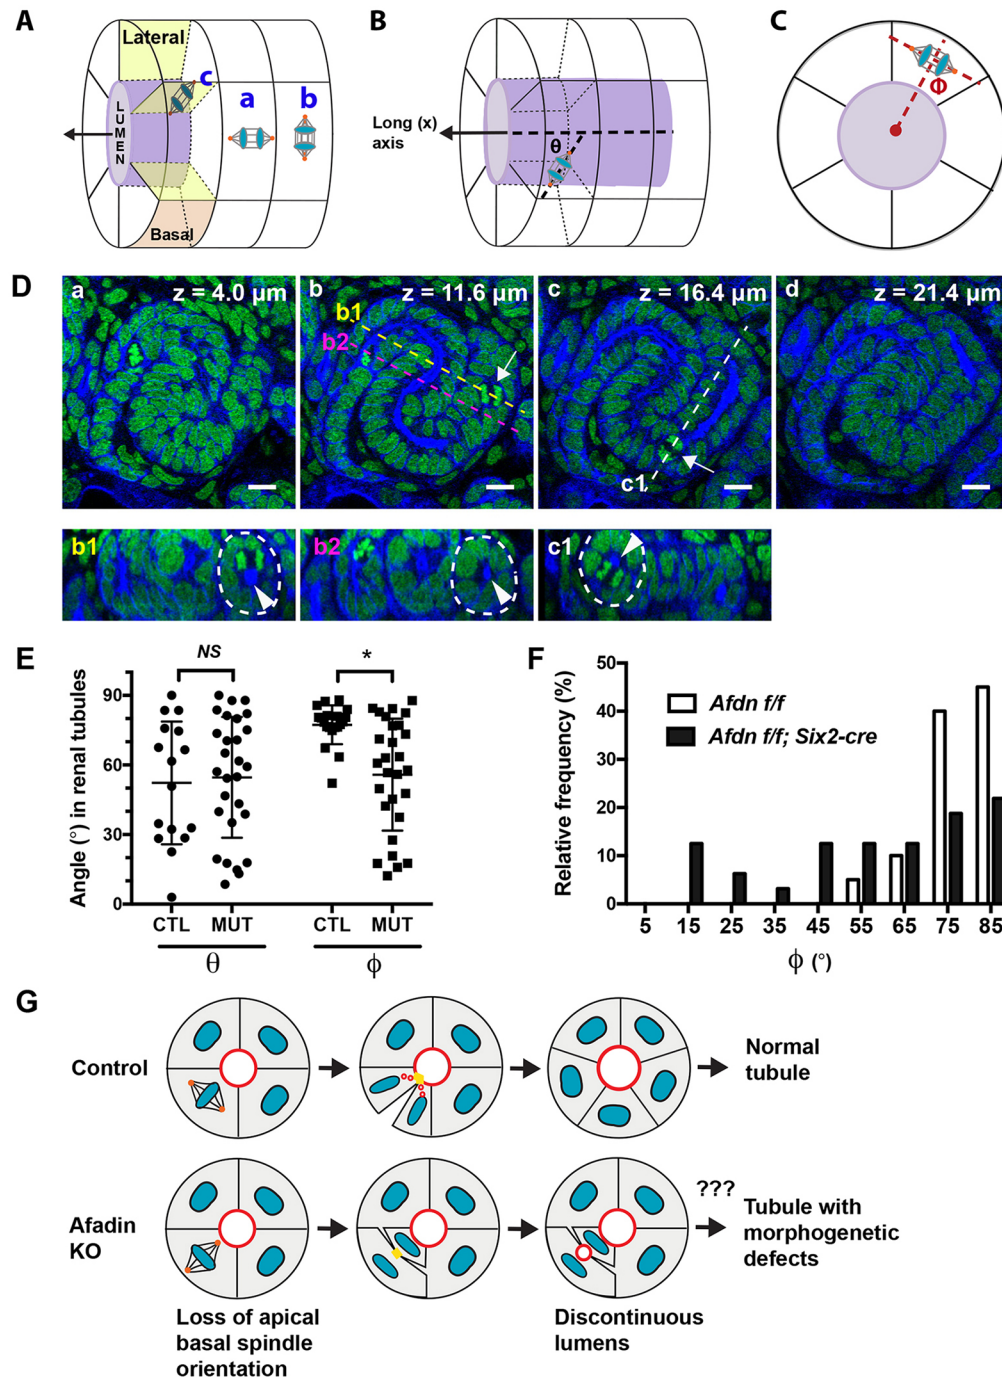 A
Lateral
c
a
b
LUMEN
Basal
B
Long (x)
axis
θ
C
Φ
D
a
z = 4.0 µm
b
z = 11.6 µm
b1
b2
c
z = 16.4 µm
c1
d
z = 21.4 µm
b1
b2
c1
E
NS
*
Angle (°) in renal tubules
90
60
30
0
CTL
MUT
CTL
MUT
θ
ϕ
F
Relative frequency (%)
50
40
30
20
10
0
Afdn f/f
Afdn f/f; Six2-cre
5 15 25 35 45 55 65 75 85
ϕ (°)
G
Control
Normal
tubule
Afadin
KO
???
Tubule with
morphogenetic
defects
Loss of apical
basal spindle
orientation
Discontinuous
lumens